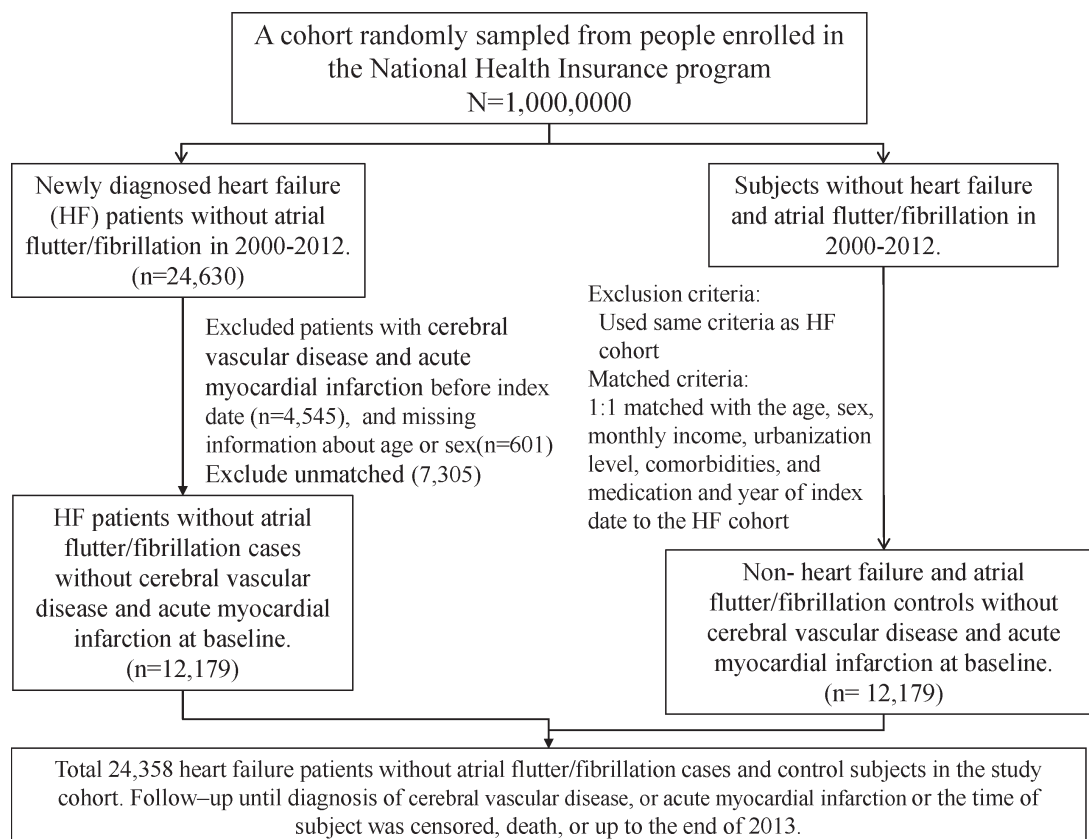 A cohort randomly sampled from people enrolled in
the National Health Insurance program
N=1,000,0000
Newly diagnosed heart failure
(HF) patients without atrial
flutter/fibrillation in 2000-2012.
(n=24,630)
Subjects without heart failure
and atrial flutter/fibrillation in
2000-2012.
Excluded patients with cerebral
vascular disease and acute
myocardial infarction before index
date (n=4,545),  and missing
information about age or sex(n=601)
Exclude unmatched (7,305)
Exclusion criteria:
Used same criteria as HF
cohort
Matched criteria:
1:1 matched with the age, sex,
monthly income, urbanization
level, comorbidities, and
medication and year of index
date to the HF cohort
HF patients without atrial
flutter/fibrillation cases
without cerebral vascular
disease and acute myocardial
infarction at baseline.
(n=12,179)
Non- heart failure and atrial
flutter/fibrillation controls without
cerebral vascular disease and acute
myocardial infarction at baseline.
(n= 12,179)
Total 24,358 heart failure patients without atrial flutter/fibrillation cases and control subjects in the study
cohort. Follow–up until diagnosis of cerebral vascular disease, or acute myocardial infarction or the time of
subject was censored, death, or up to the end of 2013.